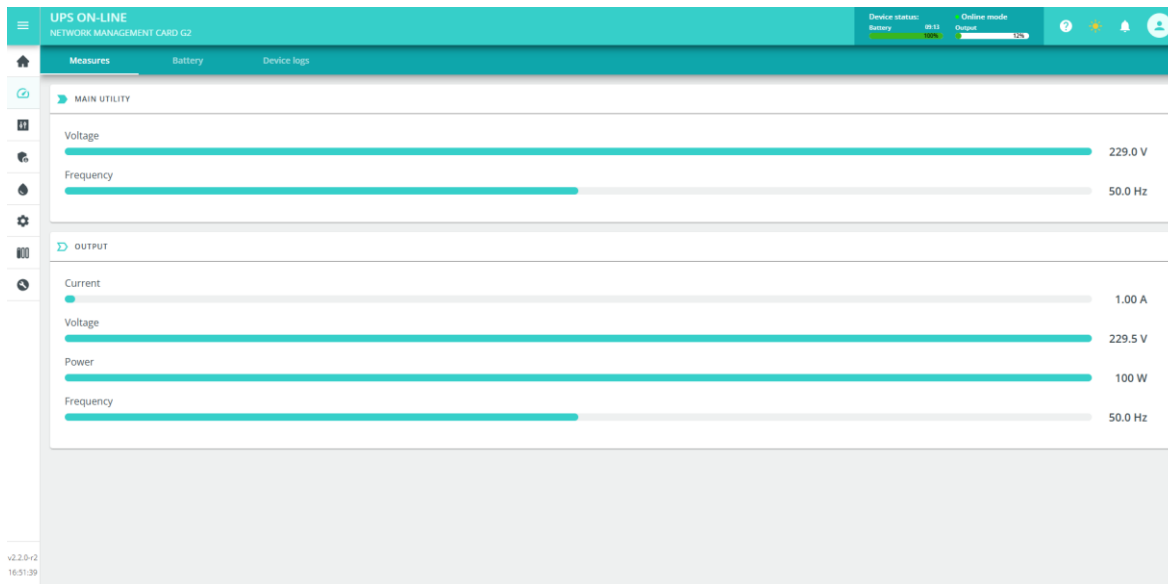 UPS ON-LINE
NETWORK MANAGEMENT CARD G2
Device status:
Online mode
Battery 09:13
Output
100%
12%
Measures Battery Device logs
MAIN UTILITY
Voltage
229.0 V
Frequency
50.0 Hz
OUTPUT
Current
1.00 A
Voltage
229.5 V
Power
100 W
Frequency
50.0 Hz
v2.2.0-r2
16:51:39